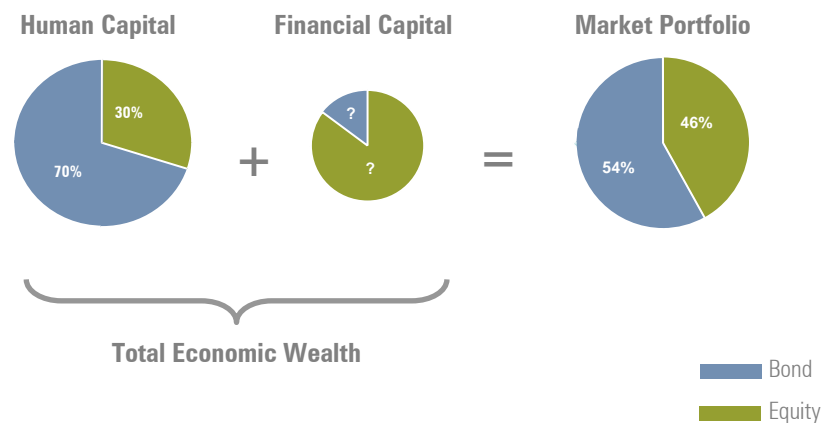 Human Capital
Financial Capital
Market Portfolio
30%
70%
?
?
+
=
46%
54%
Total Economic Wealth
Bond
Equity